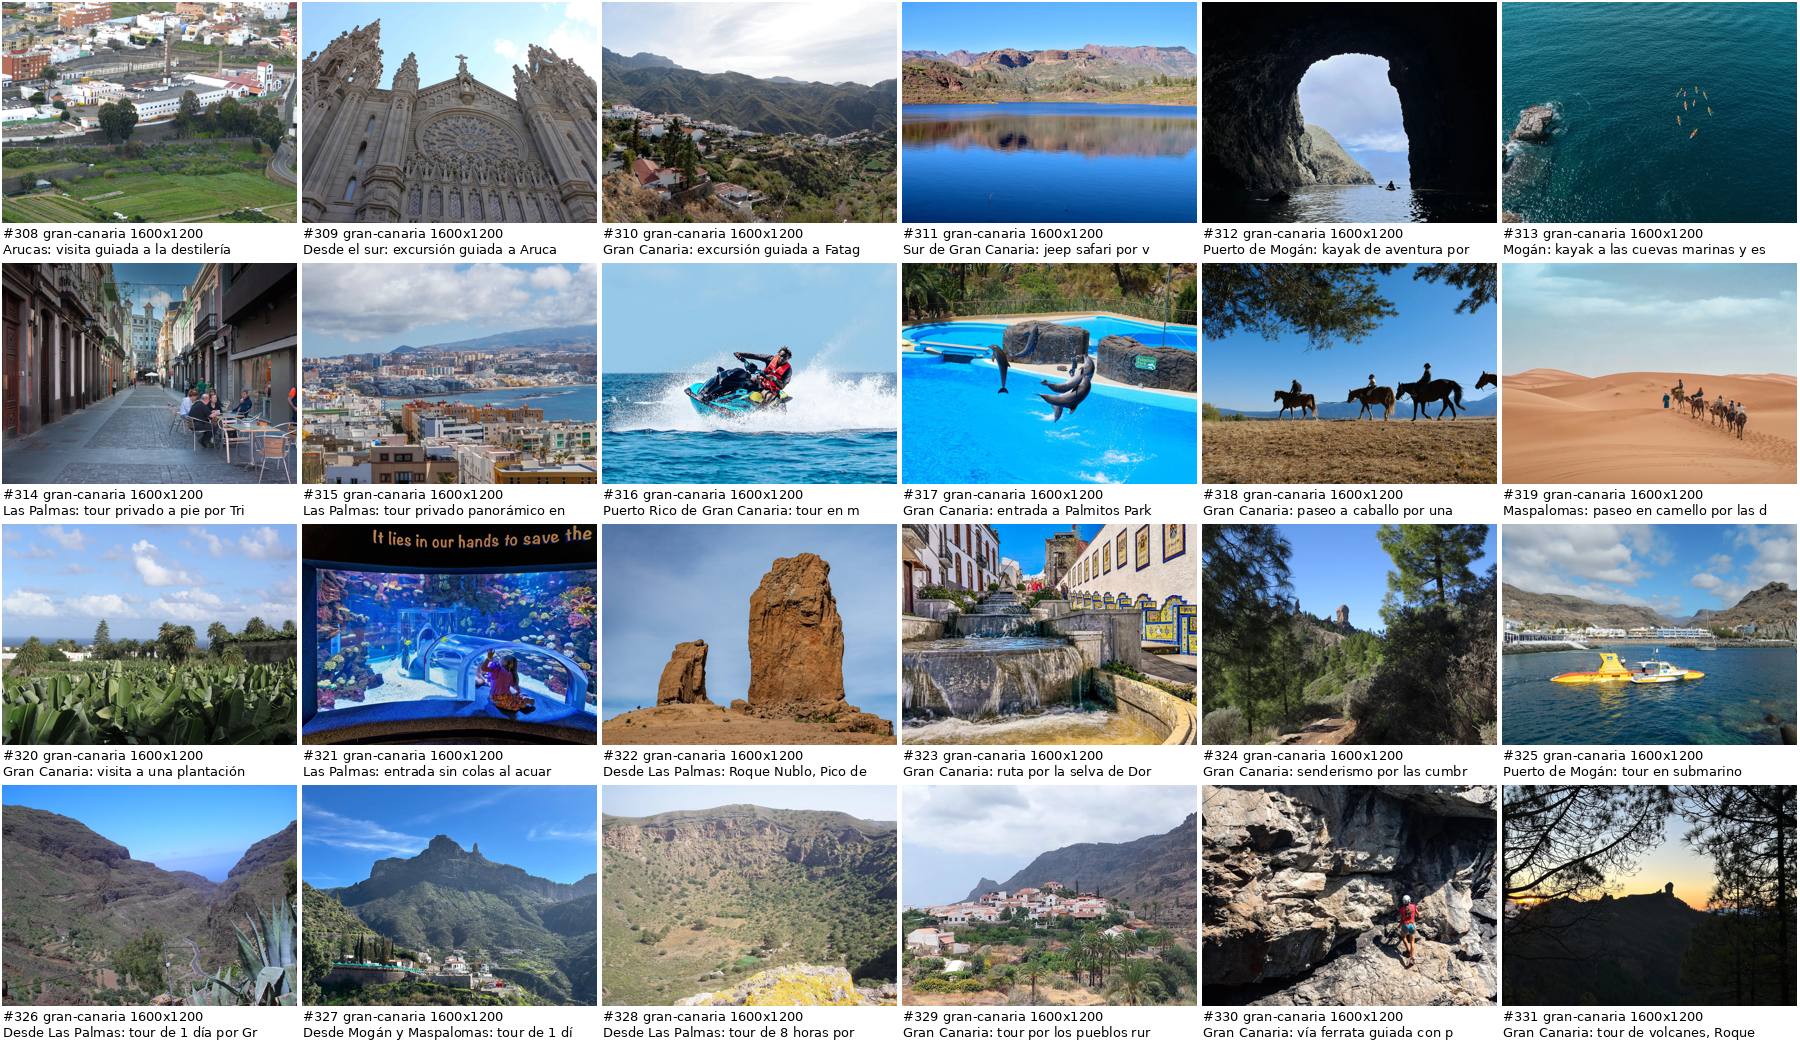 #308 gran-canaria 1600x1200
Arucas: visita guiada a la destilería
#309 gran-canaria 1600x1200
Desde el sur: excursión guiada a Aruca
#310 gran-canaria 1600x1200
Gran Canaria: excursión guiada a Fatag
#311 gran-canaria 1600x1200
Sur de Gran Canaria: jeep safari por v
#312 gran-canaria 1600x1200
Puerto de Mogán: kayak de aventura por
#313 gran-canaria 1600x1200
Mogán: kayak a las cuevas marinas y es
#314 gran-canaria 1600x1200
Las Palmas: tour privado a pie por Tri
#315 gran-canaria 1600x1200
Las Palmas: tour privado panorámico en
#316 gran-canaria 1600x1200
Puerto Rico de Gran Canaria: tour en m
#317 gran-canaria 1600x1200
Gran Canaria: entrada a Palmitos Park
#318 gran-canaria 1600x1200
Gran Canaria: paseo a caballo por una
#319 gran-canaria 1600x1200
Maspalomas: paseo en camello por las d
#320 gran-canaria 1600x1200
Gran Canaria: visita a una plantación
It lies in our hands to save the
#321 gran-canaria 1600x1200
Las Palmas: entrada sin colas al acuar
#322 gran-canaria 1600x1200
Desde Las Palmas: Roque Nublo, Pico de
#323 gran-canaria 1600x1200
Gran Canaria: ruta por la selva de Dor
#324 gran-canaria 1600x1200
Gran Canaria: senderismo por las cumbr
#325 gran-canaria 1600x1200
Puerto de Mogán: tour en submarino
#326 gran-canaria 1600x1200
Desde Las Palmas: tour de 1 día por Gr
#327 gran-canaria 1600x1200
Desde Mogán y Maspalomas: tour de 1 dí
#328 gran-canaria 1600x1200
Desde Las Palmas: tour de 8 horas por
#329 gran-canaria 1600x1200
Gran Canaria: tour por los pueblos rur
#330 gran-canaria 1600x1200
Gran Canaria: vía ferrata guiada con p
#331 gran-canaria 1600x1200
Gran Canaria: tour de volcanes, Roque